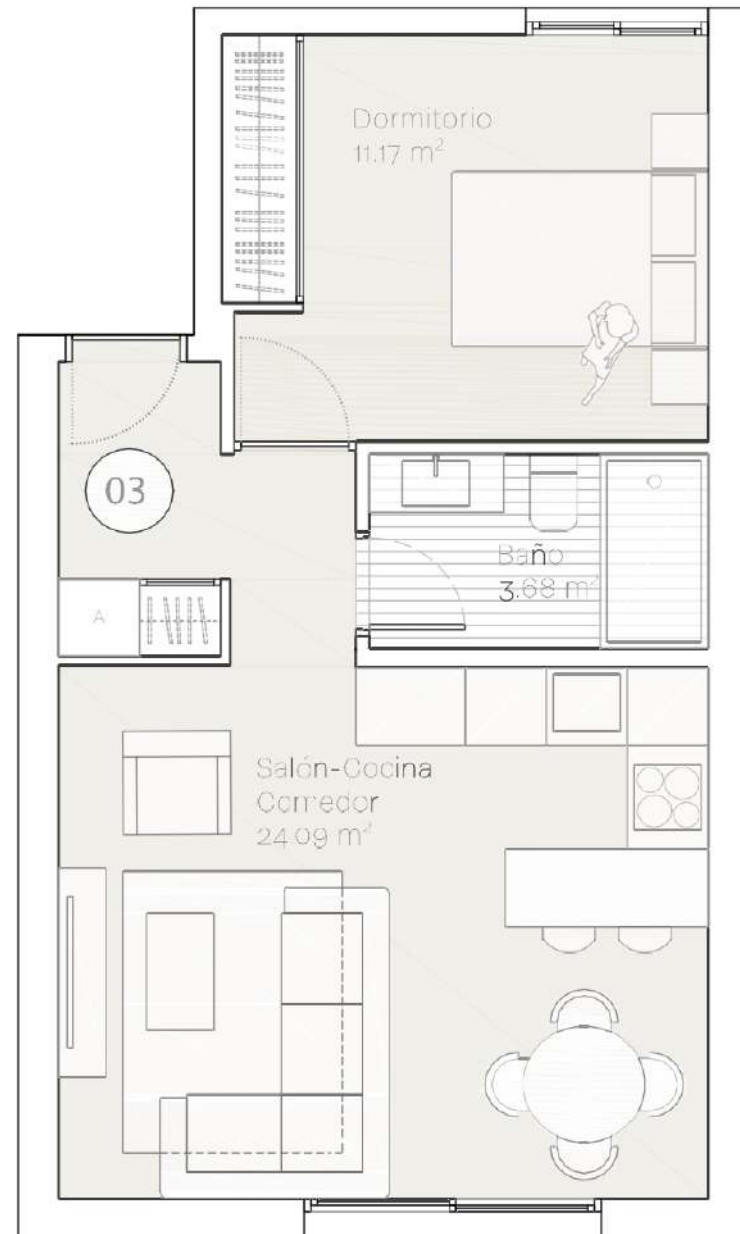 Dormitorio
11.17 m²
03
Baño
3.68 m²
A
Salón-Cocina
Comedor
24.09 m²